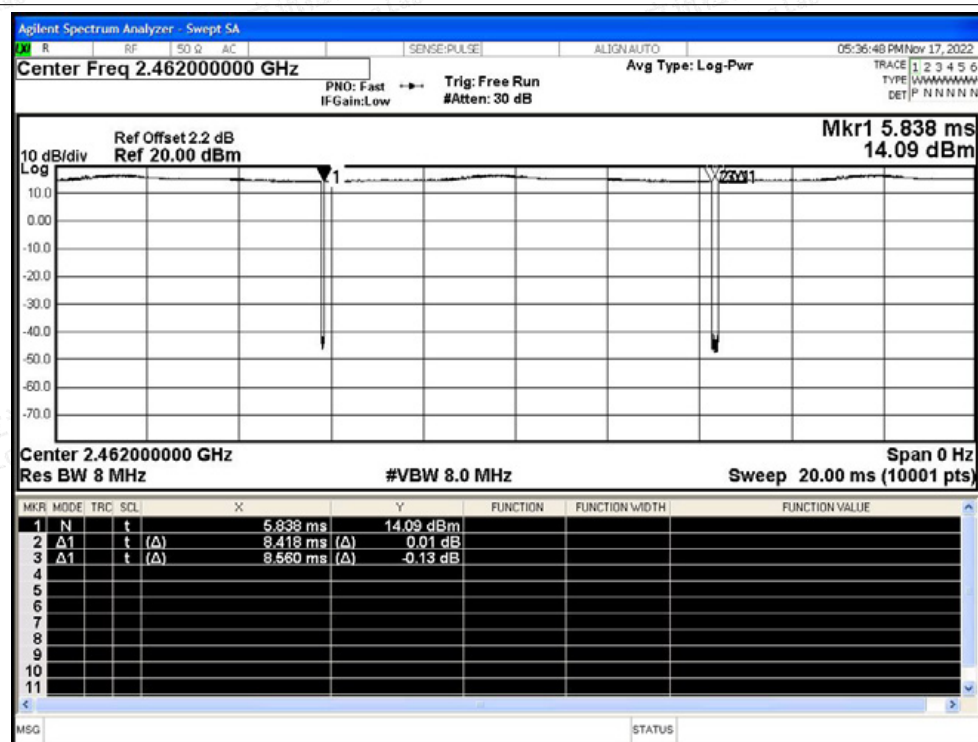 Agilent Spectrum Analyzer - Swept SA
R RF 50 Ω AC SENSE:PULSE ALIGNAUTO 05:36:48 PMNov 17, 2022
Center Freq 2.462000000 GHz Avg Type: Log-Pwr TRACE 1 2 3 4 5 6
PNO: Fast Trig: Free Run TYPE WWWWWW
IFGain:Low #Atten: 30 dB DET P N N N N N
Mkr1 5.838 ms
Ref Offset 2.2 dB
10 dB/div Ref 20.00 dBm 14.09 dBm
Log
1
10.0
0.00
-10.0
-20.0
-30.0
-40.0
-50.0
-60.0
-70.0
Center 2.462000000 GHz Span 0 Hz
Res BW 8 MHz #VBW 8.0 MHz Sweep 20.00 ms (10001 pts)
MKR MODE TRC SCL X Y FUNCTION FUNCTION WIDTH FUNCTION VALUE
1 N t 5.838 ms 14.09 dBm
2 Δ1 t (Δ) 8.418 ms (Δ) 0.01 dB
3 Δ1 t (Δ) 8.560 ms (Δ) -0.13 dB
4
5
6
7
8
9
10
11
MSG STATUS